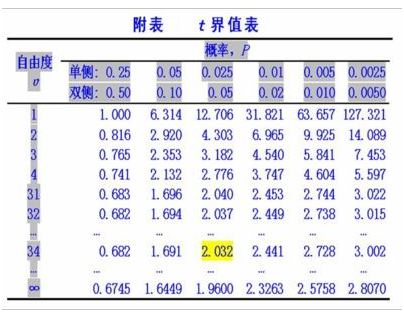 附表 t 界值表
自由度 υ 概率, P
单侧: 0.25 0.05 0.025 0.01 0.005 0.0025
双侧: 0.50 0.10 0.05 0.02 0.010 0.0050
1 1.000 6.314 12.706 31.821 63.657 127.321
2 0.816 2.920 4.303 6.965 9.925 14.089
3 0.765 2.353 3.182 4.540 5.841 7.453
4 0.741 2.132 2.776 3.747 4.604 5.597
31 0.683 1.696 2.040 2.453 2.744 3.022
32 0.682 1.694 2.037 2.449 2.738 3.015
… … … … … … …
34 0.682 1.691 2.032 2.441 2.728 3.002
… … … … … … …
∞ 0.6745 1.6449 1.9600 2.3263 2.5758 2.8070